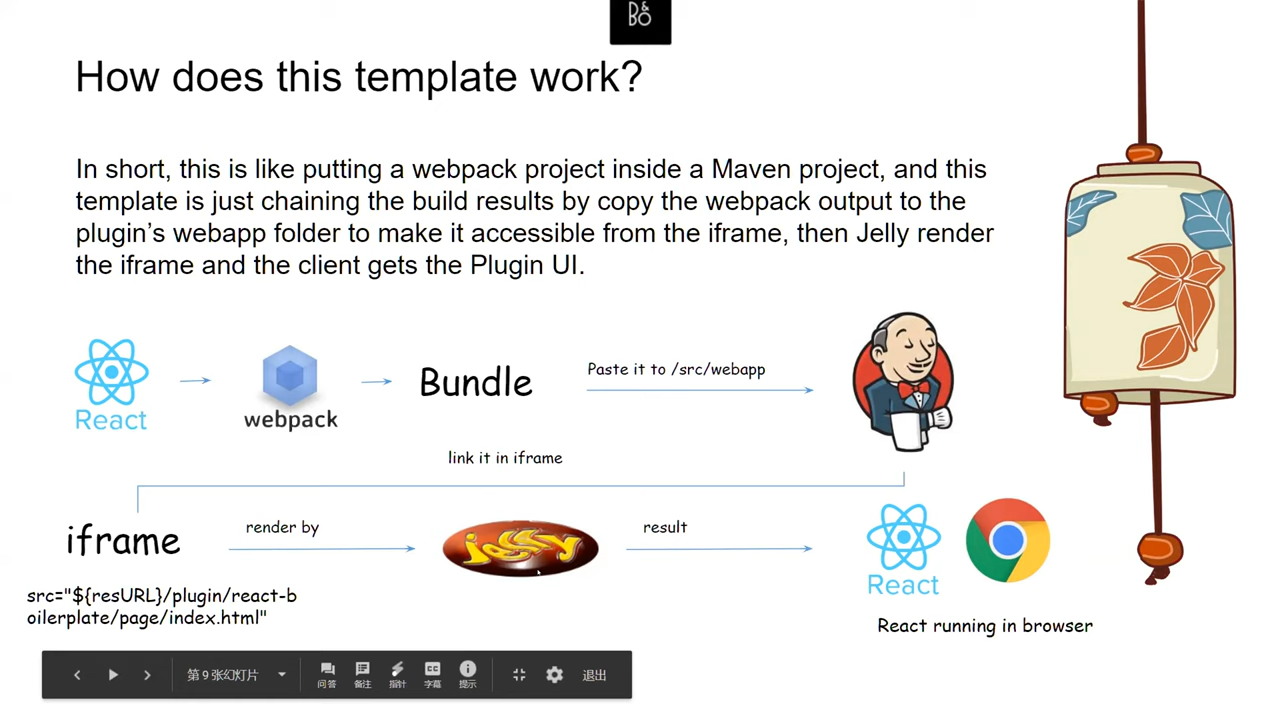 B&O
How does this template work?
In short, this is like putting a webpack project inside a Maven project, and this
template is just chaining the build results by copy the webpack output to the
plugin's webapp folder to make it accessible from the iframe, then Jelly render
the iframe and the client gets the Plugin UI.
React
webpack
Bundle
Paste it to /src/webapp
link it in iframe
iframe
render by
Jelly
result
React
src="${resURL}/plugin/react-b
oilerplate/page/index.html"
React running in browser
第 9 张幻灯片
问答
备注
指针
字幕
提示
退出